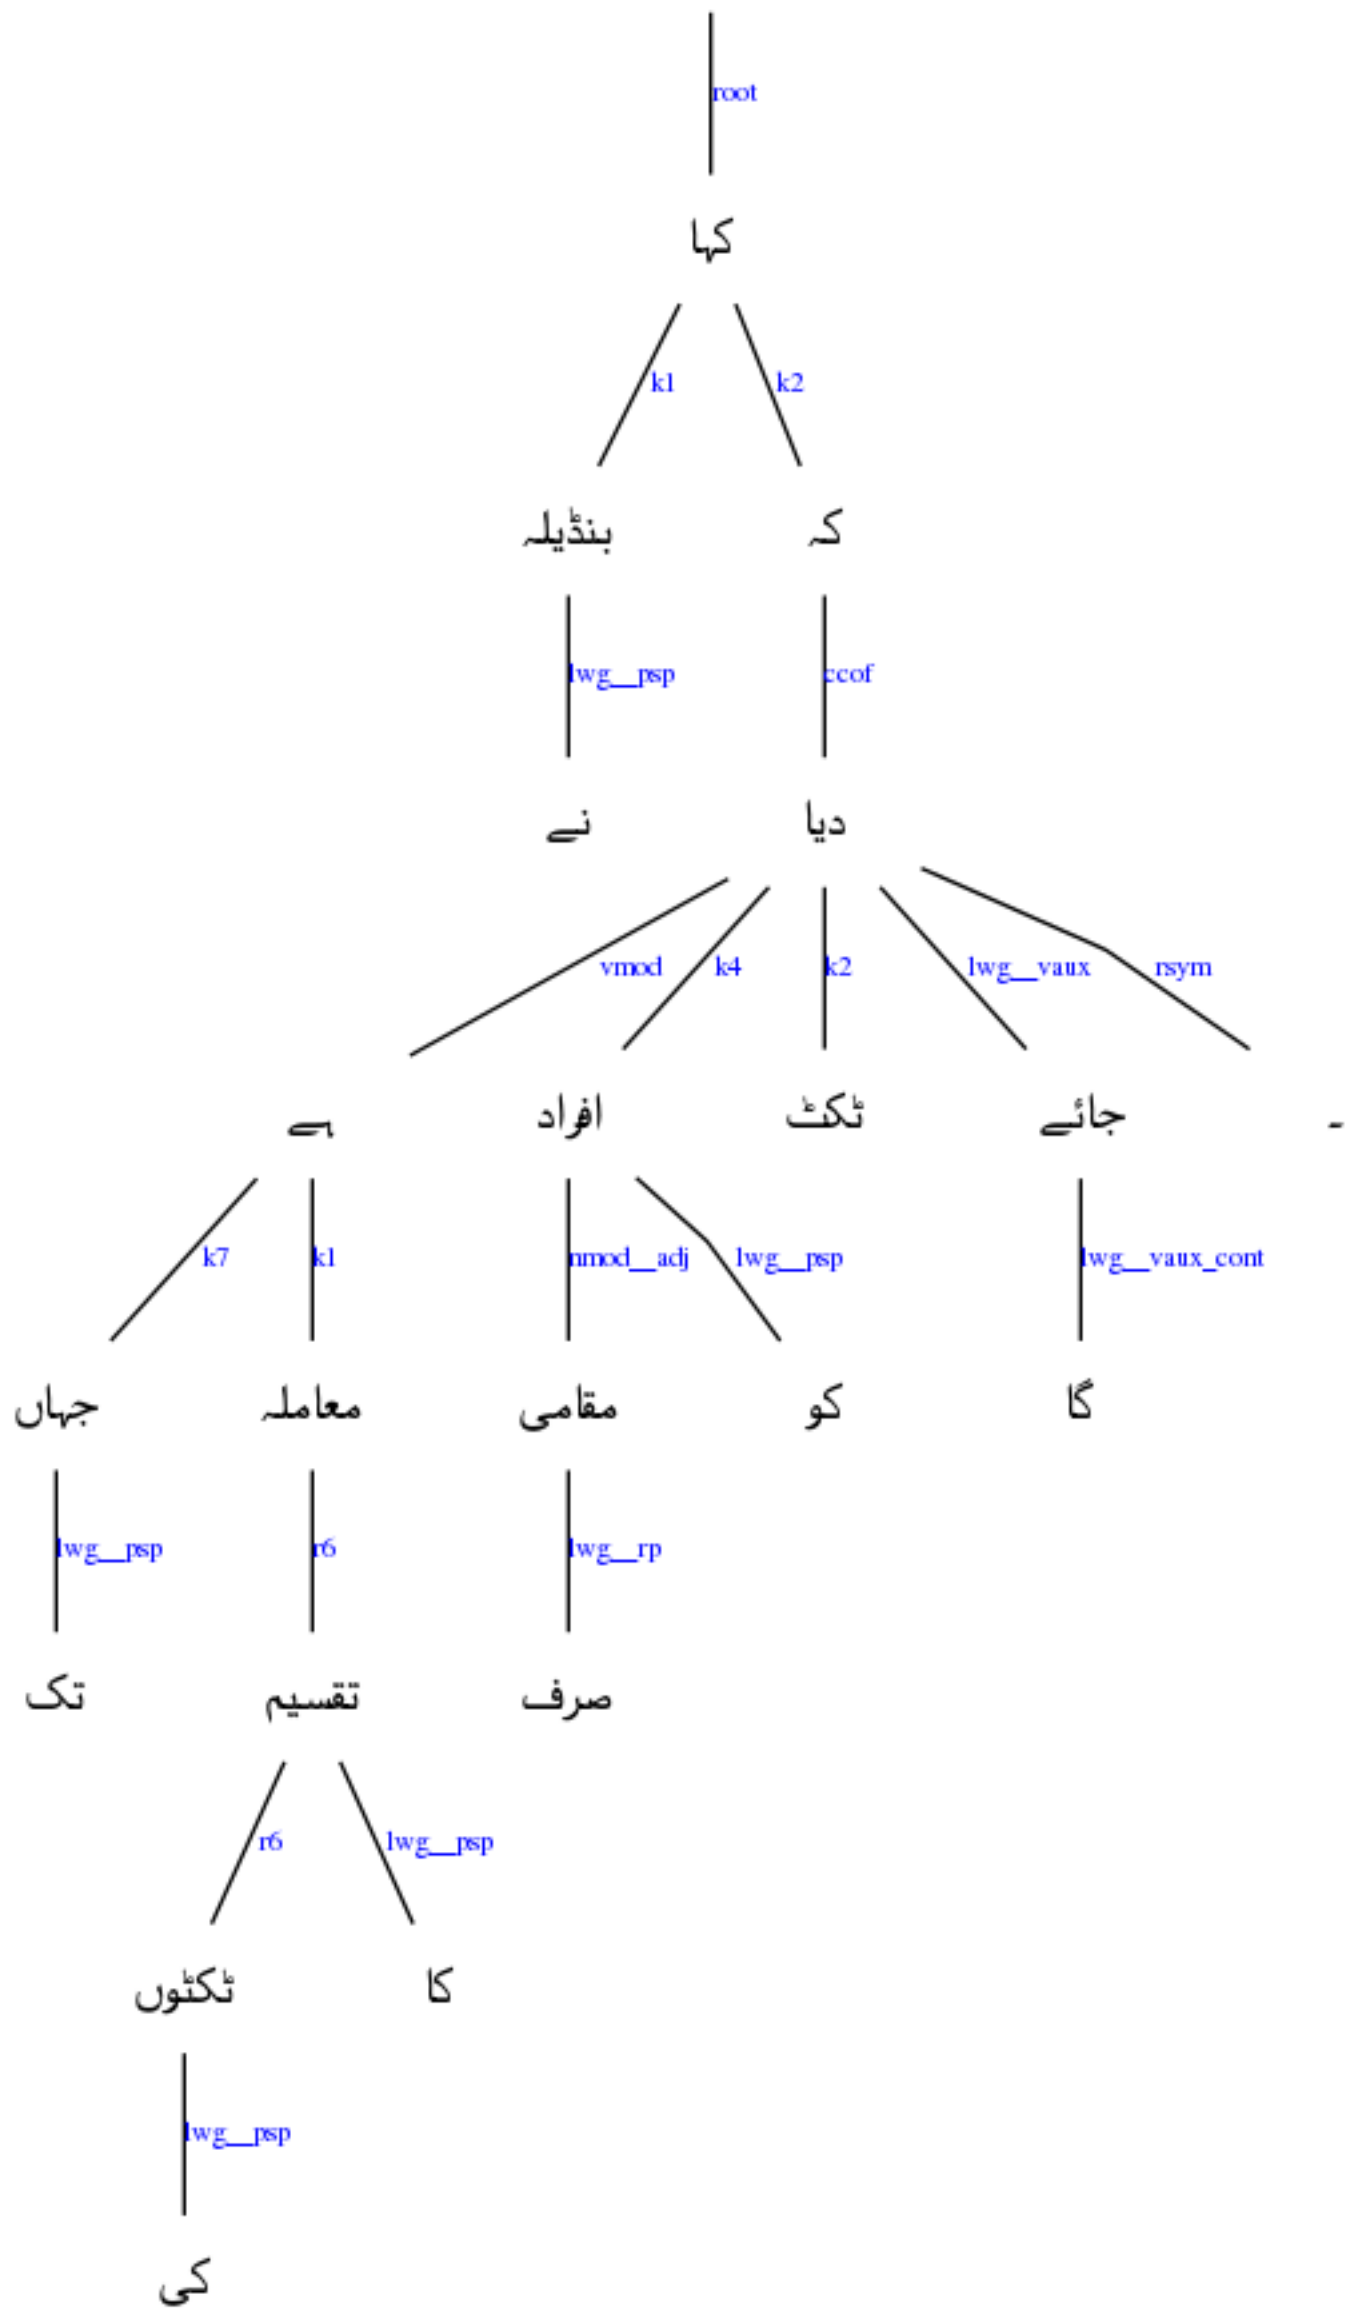 root
کہا
k1 k2
بنڈیلہ کہ
lwg__psp ccof
نے دیا
vmod k4 k2 lwg__vaux rsym
ہے افراد ٹکٹ جائے ۔
k7 k1 nmod__adj lwg__psp lwg__vaux_cont
جہاں معاملہ مقامی کو گا
lwg__psp r6 lwg__rp
تک تقسیم صرف
r6 lwg__psp
ٹکٹوں کا
lwg__psp
کی